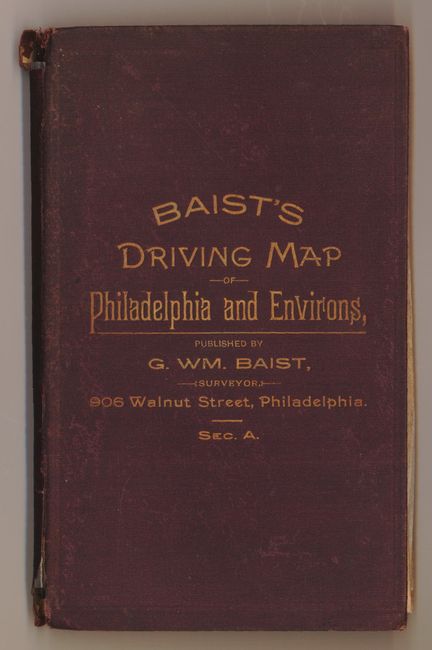 BAIST'S
DRIVING MAP
OF
Philadelphia and Environs,
PUBLISHED BY
G. WM. BAIST,
SURVEYOR,
906 Walnut Street, Philadelphia.
SEC. A.